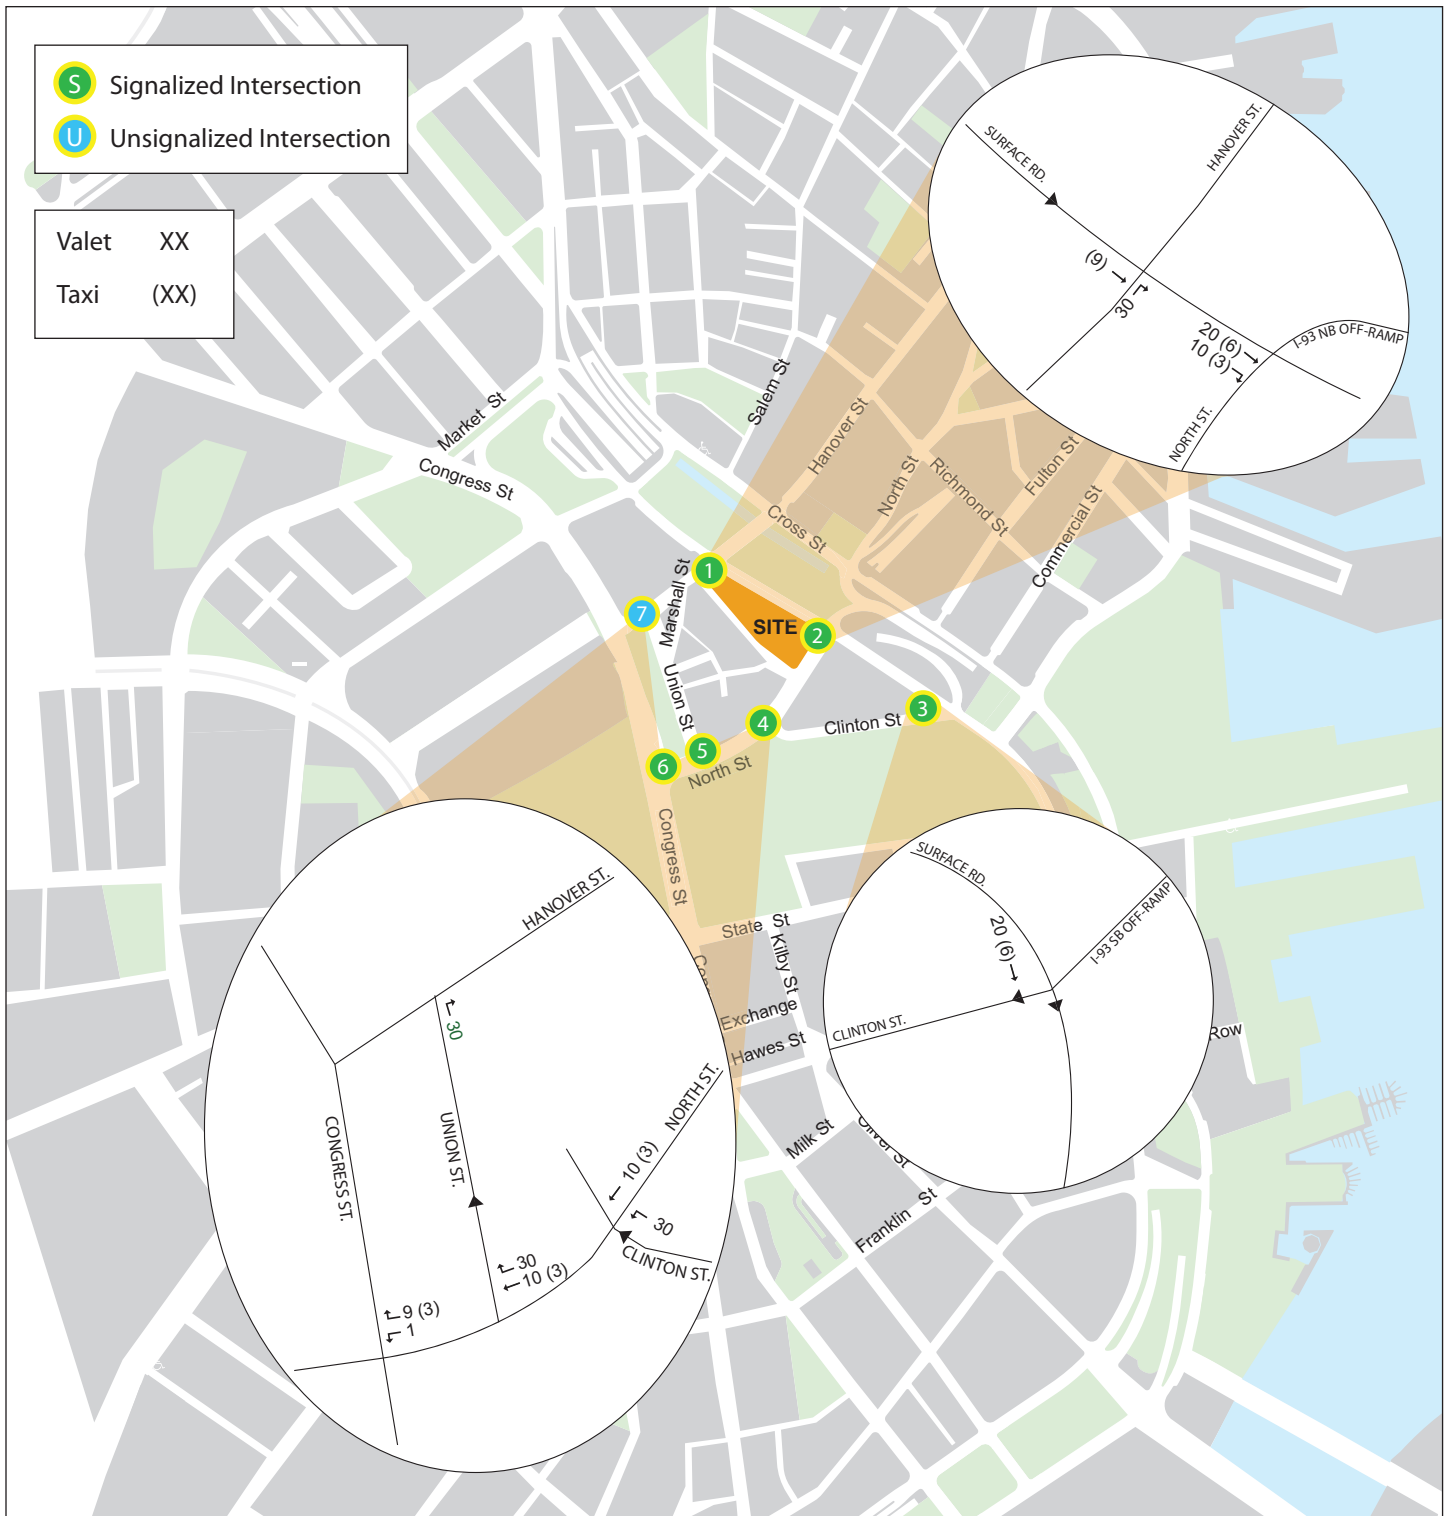 S Signalized Intersection
U Unsignalized Intersection
Valet XX
Taxi (XX)
SURFACE RD.
HANOVER ST.
(9)
30
20 (6)
10 (3)
I-93 NB OFF-RAMP
NORTH ST.
Market St
Congress St
Salem St
Hanover St
North St
Richmond St
Fulton St
Commercial St
Cross St
Marshall St
1
7
SITE
2
Union St
3
4
Clinton St
5
6
North St
Congress St
State St
Kilby St
Exchange
Hawes St
Row
Milk St
Oliver St
Franklin St
HANOVER ST.
30
CONGRESS ST.
UNION ST.
NORTH ST.
10 (3)
30
CLINTON ST.
30
10 (3)
9 (3)
1
SURFACE RD.
20 (6)
I-93 SB OFF-RAMP
CLINTON ST.